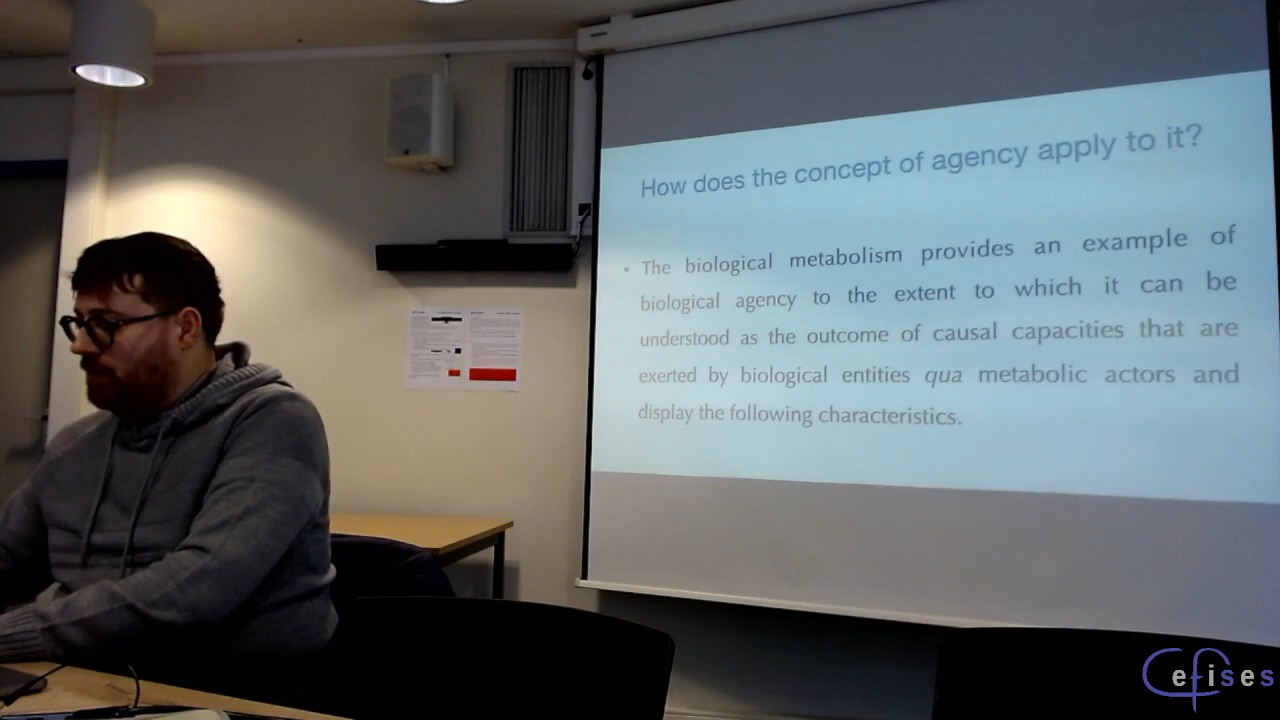 How does the concept of agency apply to it?
• The biological metabolism provides an example of
biological agency to the extent to which it can be
understood as the outcome of causal capacities that are
exerted by biological entities qua metabolic actors and
display the following characteristics.
Cefises